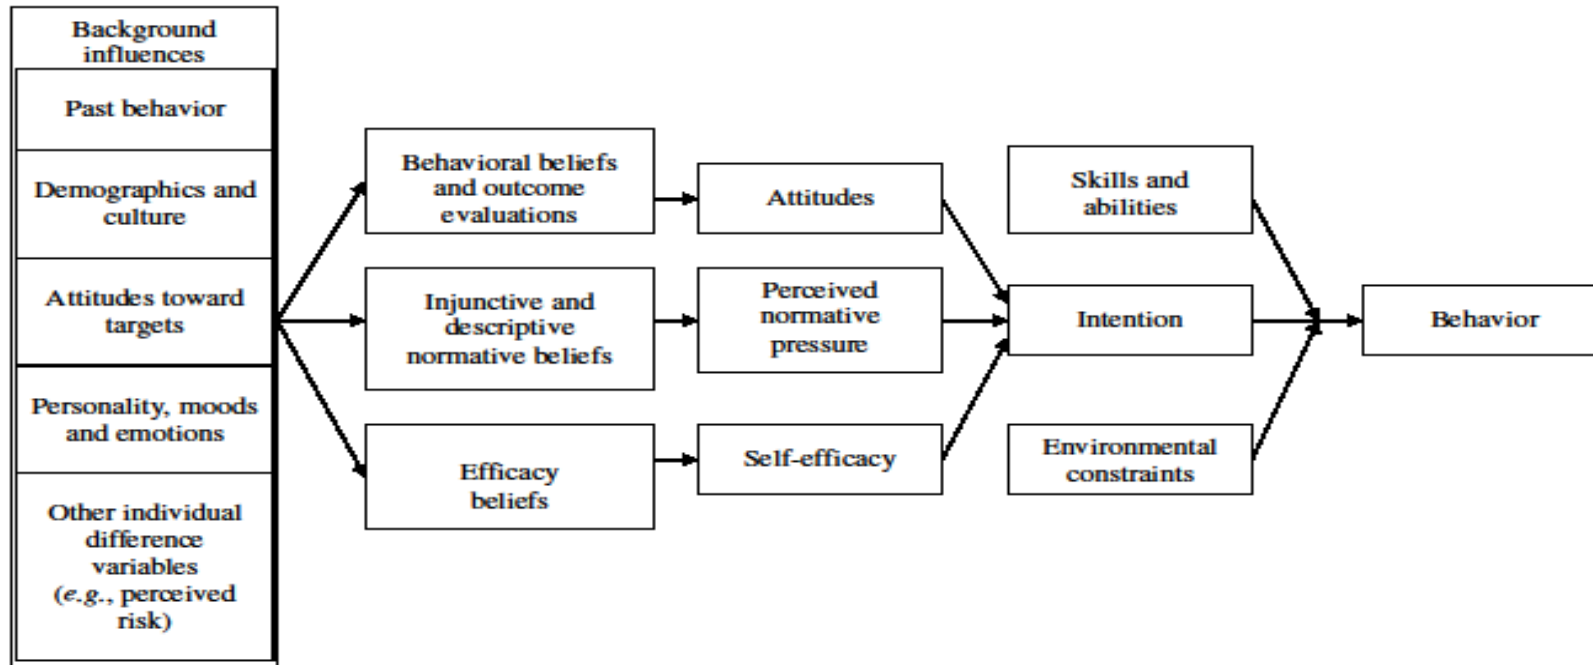 Background
influences
Past behavior
Demographics and
culture
Attitudes toward
targets
Personality, moods
and emotions
Other individual
difference
variables
(e.g., perceived
risk)
Behavioral beliefs
and outcome
evaluations
Injunctive and
descriptive
normative beliefs
Efficacy
beliefs
Attitudes
Perceived
normative
pressure
Self-efficacy
Skills and
abilities
Intention
Environmental
constraints
Behavior